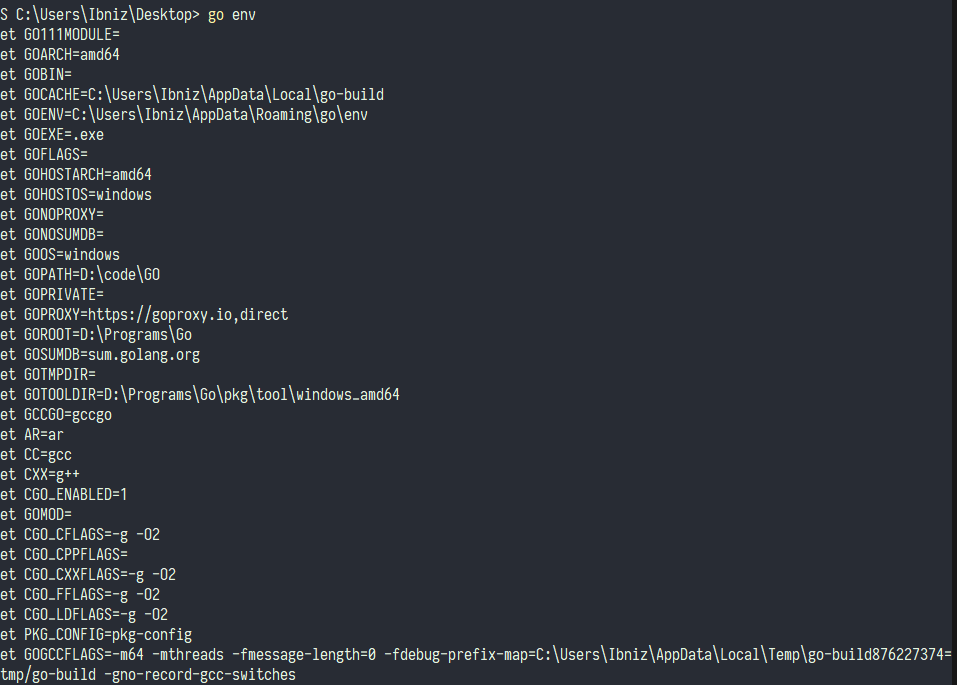 S C:\Users\Ibniz\Desktop> go env
et GO111MODULE=
et GOARCH=amd64
et GOBIN=
et GOCACHE=C:\Users\Ibniz\AppData\Local\go-build
et GOENV=C:\Users\Ibniz\AppData\Roaming\go\env
et GOEXE=.exe
et GOFLAGS=
et GOHOSTARCH=amd64
et GOHOSTOS=windows
et GONOPROXY=
et GONOSUMDB=
et GOOS=windows
et GOPATH=D:\code\GO
et GOPRIVATE=
et GOPROXY=https://goproxy.io,direct
et GOROOT=D:\Programs\Go
et GOSUMDB=sum.golang.org
et GOTMPDIR=
et GOTOOLDIR=D:\Programs\Go\pkg\tool\windows_amd64
et GCCGO=gccgo
et AR=ar
et CC=gcc
et CXX=g++
et CGO_ENABLED=1
et GOMOD=
et CGO_CFLAGS=-g -O2
et CGO_CPPFLAGS=
et CGO_CXXFLAGS=-g -O2
et CGO_FFLAGS=-g -O2
et CGO_LDFLAGS=-g -O2
et PKG_CONFIG=pkg-config
et GOGCCFLAGS=-m64 -mthreads -fmessage-length=0 -fdebug-prefix-map=C:\Users\Ibniz\AppData\Local\Temp\go-build876227374=
tmp/go-build -gno-record-gcc-switches